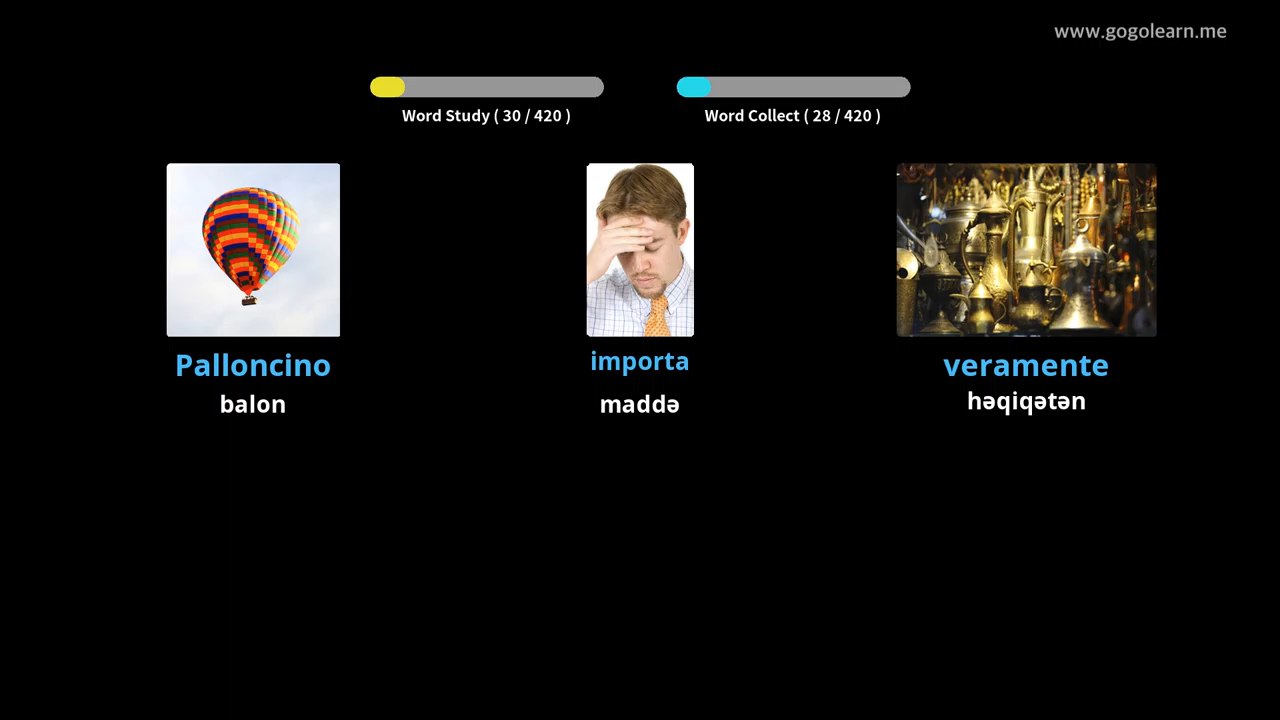 www.gogolearn.me
Word Study ( 30 / 420 )
Word Collect ( 28 / 420 )
Palloncino
balon
importa
maddə
veramente
həqiqətən